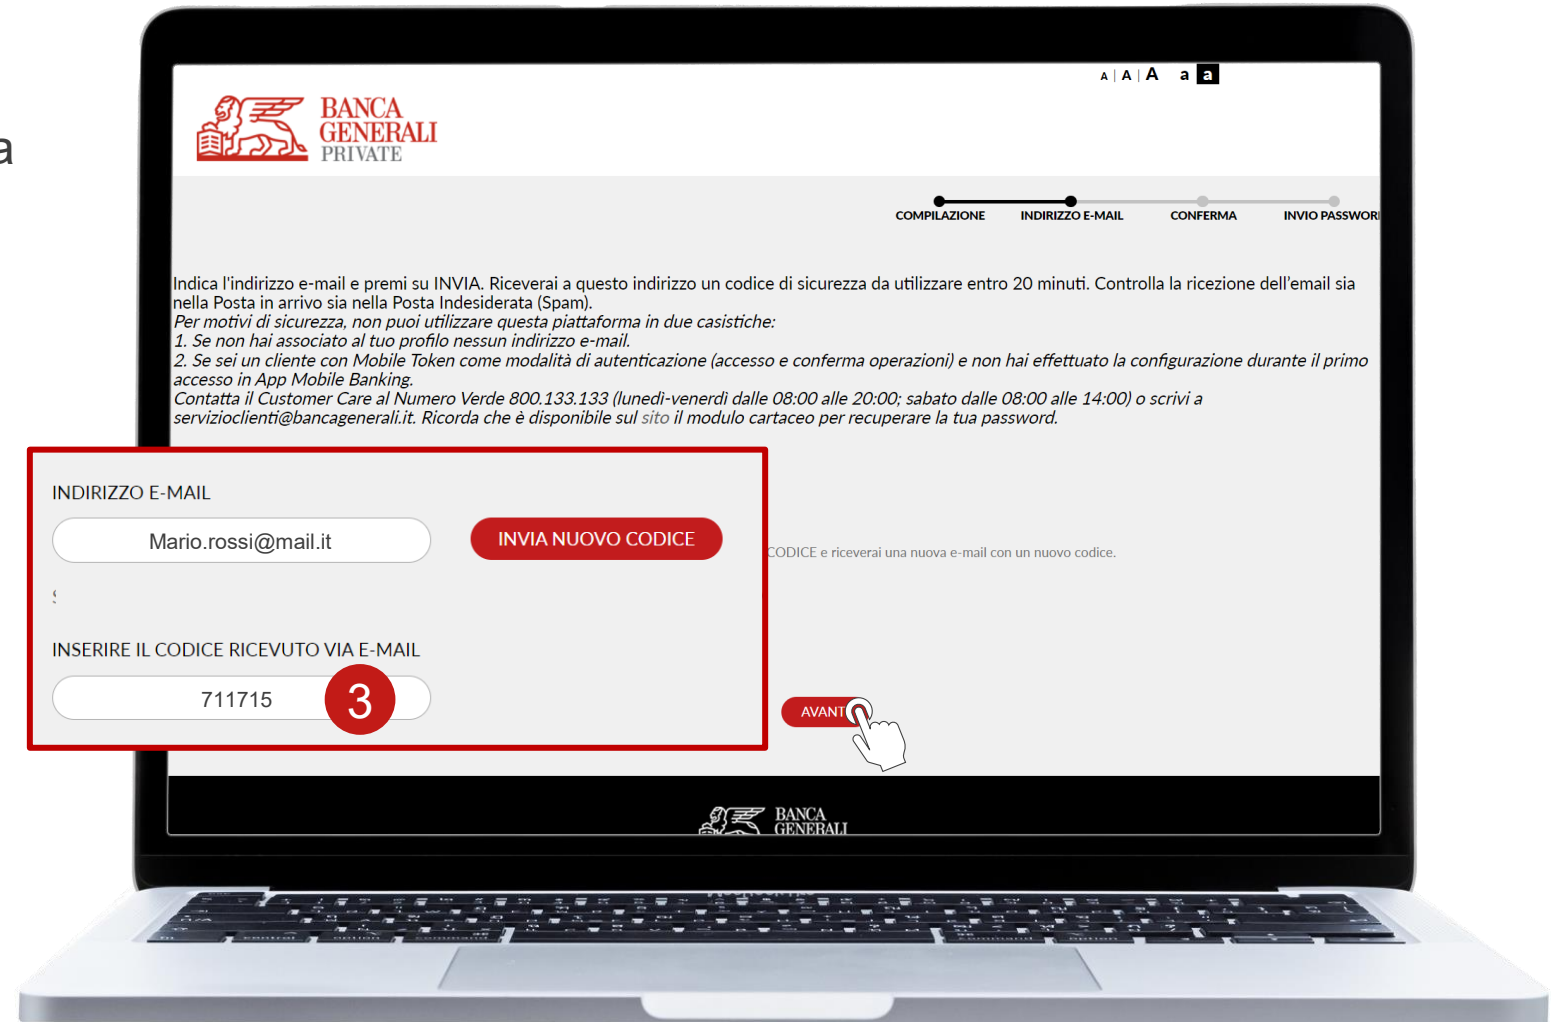 a
A | A | A a a
BANCA
GENERALI
PRIVATE
COMPILAZIONE INDIRIZZO E-MAIL CONFERMA INVIO PASSWOR
Indica l'indirizzo e-mail e premi su INVIA. Riceverai a questo indirizzo un codice di sicurezza da utilizzare entro 20 minuti. Controlla la ricezione dell'email sia
nella Posta in arrivo sia nella Posta Indesiderata (Spam).
Per motivi di sicurezza, non puoi utilizzare questa piattaforma in due casistiche:
1. Se non hai associato al tuo profilo nessun indirizzo e-mail.
2. Se sei un cliente con Mobile Token come modalità di autenticazione (accesso e conferma operazioni) e non hai effettuato la configurazione durante il primo
accesso in App Mobile Banking.
Contatta il Customer Care al Numero Verde 800.133.133 (lunedì-venerdì dalle 08:00 alle 20:00; sabato dalle 08:00 alle 14:00) o scrivi a
servizioclienti@bancagenerali.it. Ricorda che è disponibile sul sito il modulo cartaceo per recuperare la tua password.
INDIRIZZO E-MAIL
Mario.rossi@mail.it INVIA NUOVO CODICE
CODICE e riceverai una nuova e-mail con un nuovo codice.
INSERIRE IL CODICE RICEVUTO VIA E-MAIL
711715 3
AVANT
BANCA
GENERALI
control option command command option